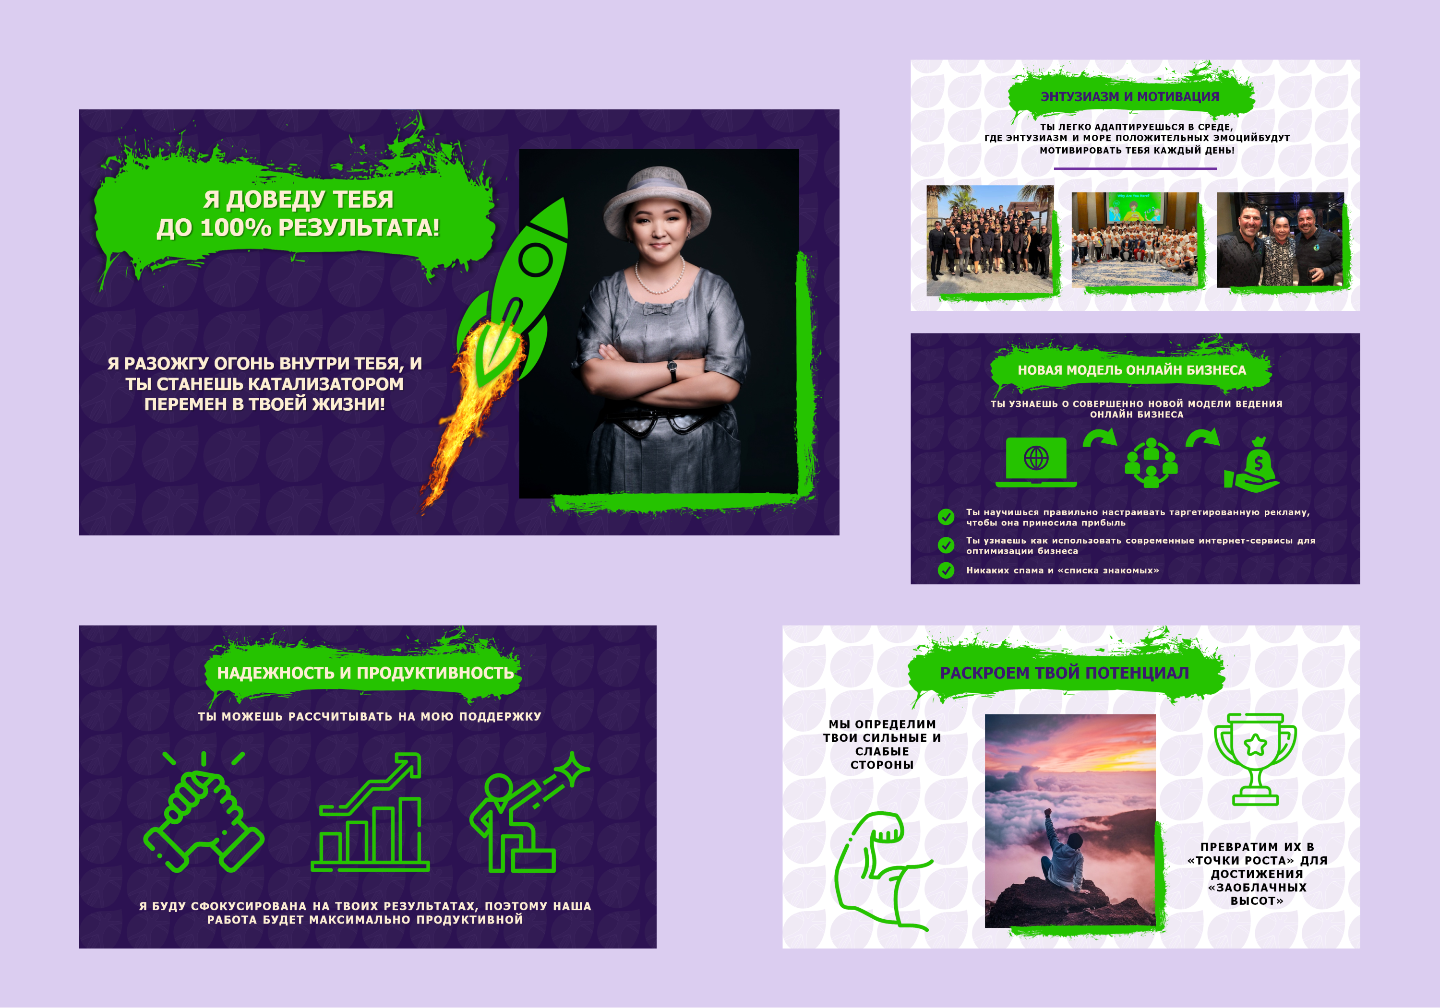 Я ДОВЕДУ ТЕБЯ
ДО 100% РЕЗУЛЬТАТА!
Я РАЗОЖГУ ОГОНЬ ВНУТРИ ТЕБЯ, И
ТЫ СТАНЕШЬ КАТАЛИЗАТОРОМ
ПЕРЕМЕН В ТВОЕЙ ЖИЗНИ!
ЭНТУЗИАЗМ И МОТИВАЦИЯ
ТЫ ЛЕГКО АДАПТИРУЕШЬСЯ В СРЕДЕ,
ГДЕ ЭНТУЗИАЗМ И МОРЕ ПОЛОЖИТЕЛЬНЫХ ЭМОЦИЙБУДУТ
МОТИВИРОВАТЬ ТЕБЯ КАЖДЫЙ ДЕНЬ!
НОВАЯ МОДЕЛЬ ОНЛАЙН БИЗНЕСА
ТЫ УЗНАЕШЬ О СОВЕРШЕННО НОВОЙ МОДЕЛИ ВЕДЕНИЯ
ОНЛАЙН БИЗНЕСА
$
Ты научишься правильно настраивать таргетированную рекламу,
чтобы она приносила прибыль
Ты узнаешь как использовать современные интернет-сервисы для
оптимизации бизнеса
Никаких спама и «списка знакомых»
НАДЕЖНОСТЬ И ПРОДУКТИВНОСТЬ
ТЫ МОЖЕШЬ РАССЧИТЫВАТЬ НА МОЮ ПОДДЕРЖКУ
Я БУДУ СФОКУСИРОВАНА НА ТВОИХ РЕЗУЛЬТАТАХ, ПОЭТОМУ НАША
РАБОТА БУДЕТ МАКСИМАЛЬНО ПРОДУКТИВНОЙ
РАСКРОЕМ ТВОЙ ПОТЕНЦИАЛ
МЫ ОПРЕДЕЛИМ
ТВОИ СИЛЬНЫЕ И
СЛАБЫЕ
СТОРОНЫ
ПРЕВРАТИМ ИХ В
«ТОЧКИ РОСТА» ДЛЯ
ДОСТИЖЕНИЯ
«ЗАОБЛАЧНЫХ
ВЫСОТ»